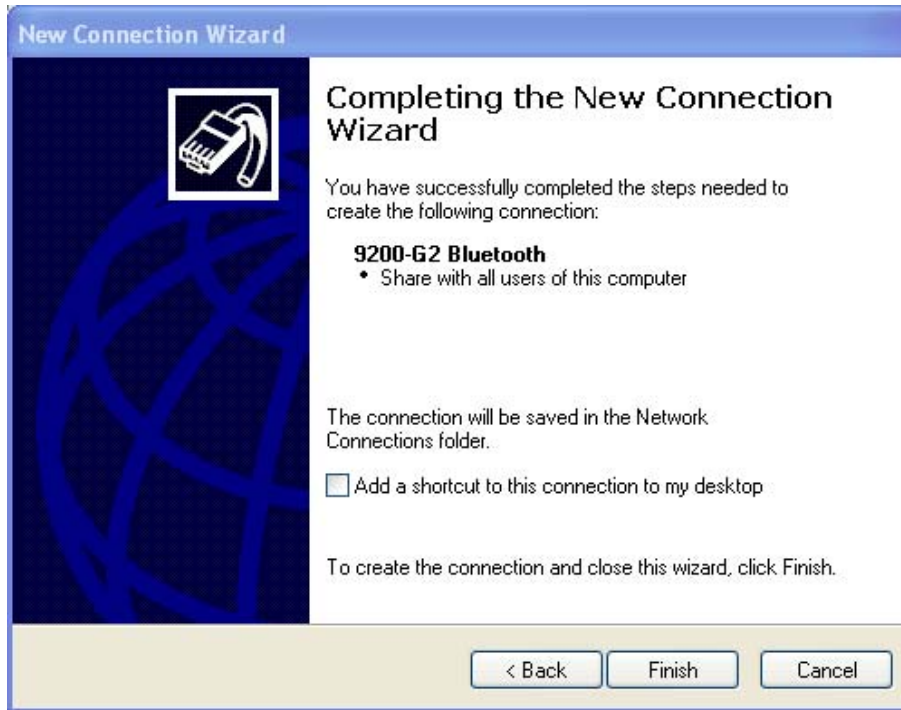 New Connection Wizard
Completing the New Connection
Wizard
You have successfully completed the steps needed to
create the following connection:
9200-G2 Bluetooth
• Share with all users of this computer
The connection will be saved in the Network
Connections folder.
Add a shortcut to this connection to my desktop
To create the connection and close this wizard, click Finish.
< Back Finish Cancel